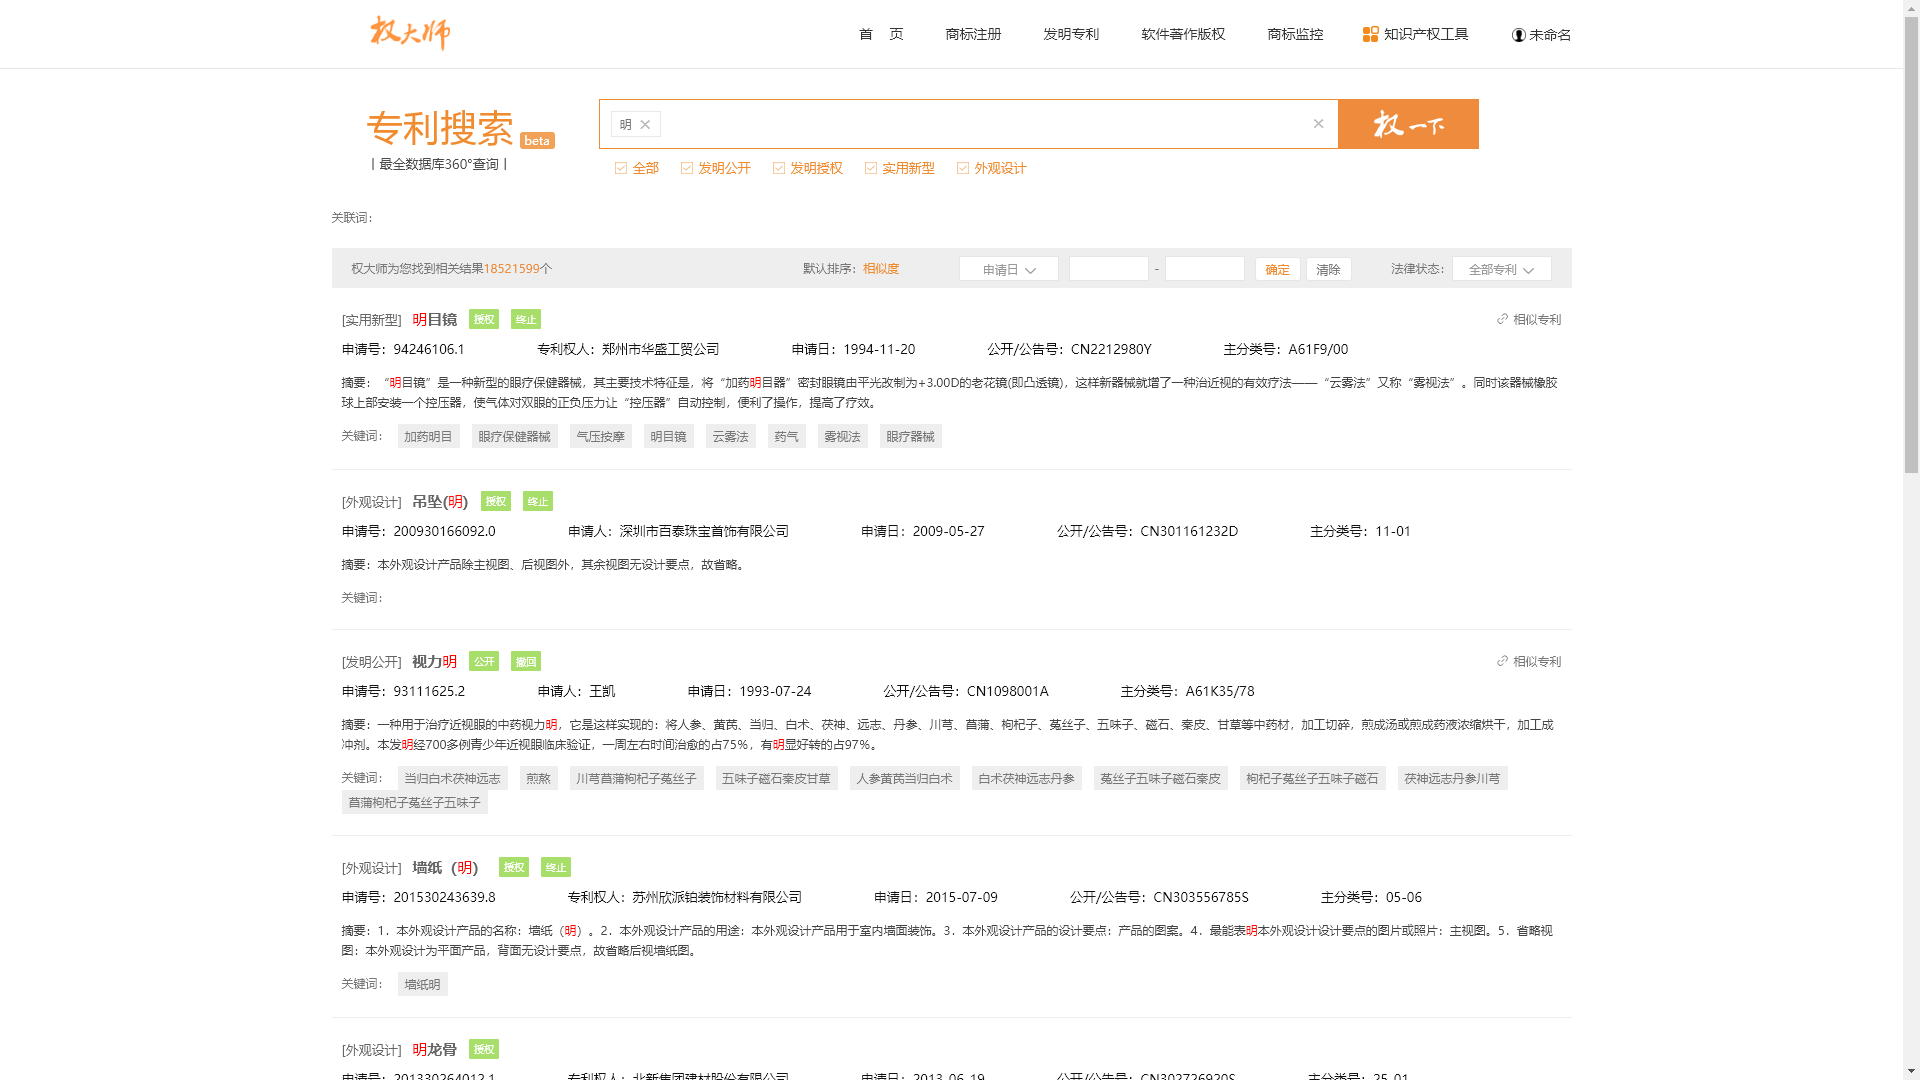 权大师
首 页 商标注册 发明专利 软件著作版权 商标监控 知识产权工具 未命名
专利搜索 beta
| 最全数据库360°查询 |
明 × × 权一下
全部 发明公开 发明授权 实用新型 外观设计
关联词:
权大师为您找到相关结果18521599个 默认排序: 相似度 申请日 - 确定 清除 法律状态: 全部专利
[实用新型] 明目镜 授权 终止 相似专利
申请号: 94246106.1 专利权人: 郑州市华盛工贸公司 申请日: 1994-11-20 公开/公告号: CN2212980Y 主分类号: A61F9/00
摘要: “明目镜”是一种新型的眼疗保健器械，其主要技术特征是，将“加药明目器”密封眼镜由平光改制为+3.00D的老花镜(即凸透镜)，这样新器械就增了一种治近视的有效疗法——“云雾法”又称“雾视法”。同时该器械橡胶
球上部安装一个控压器，使气体对双眼的正负压力让“控压器”自动控制，便利了操作，提高了疗效。
关键词: 加药明目 眼疗保健器械 气压按摩 明目镜 云雾法 药气 雾视法 眼疗器械
[外观设计] 吊坠(明) 授权 终止
申请号: 200930166092.0 申请人: 深圳市百泰珠宝首饰有限公司 申请日: 2009-05-27 公开/公告号: CN301161232D 主分类号: 11-01
摘要: 本外观设计产品除主视图、后视图外，其余视图无设计要点，故省略。
关键词:
[发明公开] 视力明 公开 撤回 相似专利
申请号: 93111625.2 申请人: 王凯 申请日: 1993-07-24 公开/公告号: CN1098001A 主分类号: A61K35/78
摘要: 一种用于治疗近视眼的中药视力明，它是这样实现的：将人参、黄芪、当归、白术、茯神、远志、丹参、川芎、菖蒲、枸杞子、菟丝子、五味子、磁石、秦皮、甘草等中药材，加工切碎，煎成汤或煎成药液浓缩烘干，加工成
冲剂。本发明经700多例青少年近视眼临床验证，一周左右时间治愈的占75%，有明显好转的占97%。
关键词: 当归白术茯神远志 煎熬 川芎菖蒲枸杞子菟丝子 五味子磁石秦皮甘草 人参黄芪当归白术 白术茯神远志丹参 菟丝子五味子磁石秦皮 枸杞子菟丝子五味子磁石 茯神远志丹参川芎
菖蒲枸杞子菟丝子五味子
[外观设计] 墙纸（明） 授权 终止
申请号: 201530243639.8 专利权人: 苏州欣派铂装饰材料有限公司 申请日: 2015-07-09 公开/公告号: CN303556785S 主分类号: 05-06
摘要: 1．本外观设计产品的名称：墙纸（明）。2．本外观设计产品的用途：本外观设计产品用于室内墙面装饰。3．本外观设计产品的设计要点：产品的图案。4．最能表明本外观设计设计要点的图片或照片：主视图。5．省略视
图：本外观设计为平面产品，背面无设计要点，故省略后视墙纸图。
关键词: 墙纸明
[外观设计] 明龙骨 授权
申请号: 201330264012.1 专利权人: 北新集团建材股份有限公司 申请日: 2013-06-19 公开/公告号: CN302726920S 主分类号: 25-01